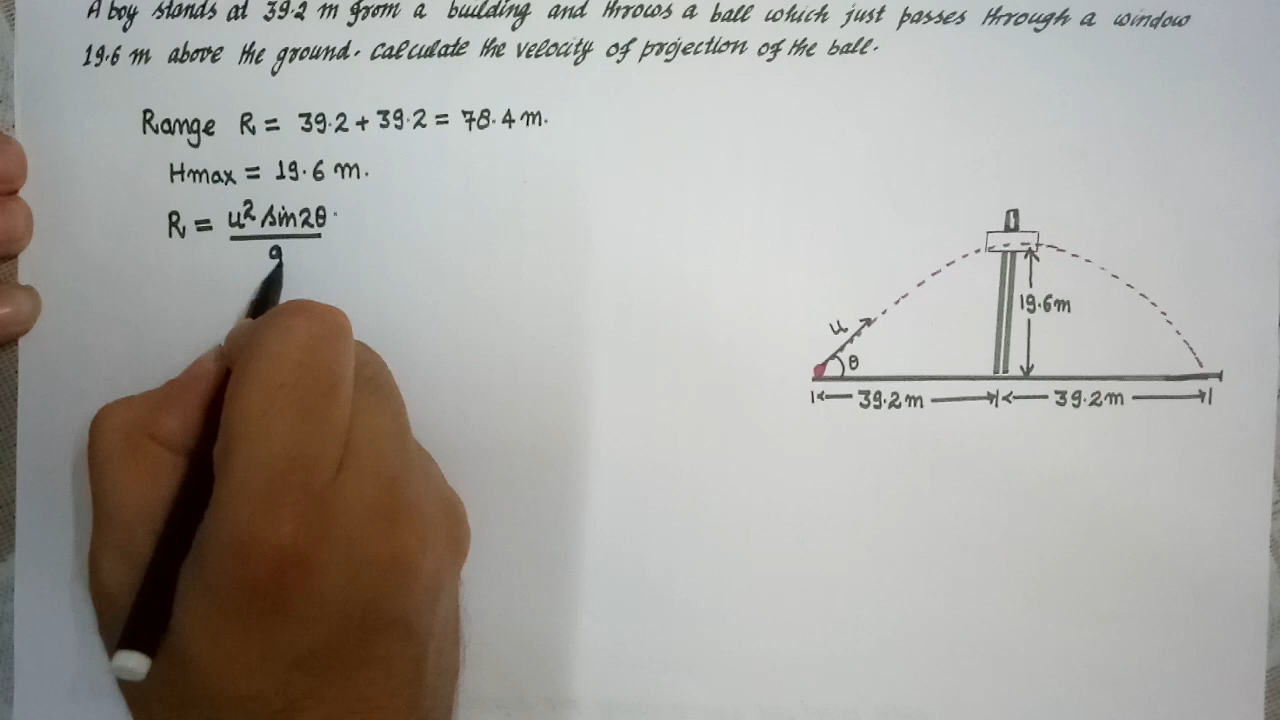 A boy stands at 39.2 m from a building and throws a ball which just passes through a window
19.6 m above the ground. Calculate the velocity of projection of the ball.
Range R = 39.2 + 39.2 = 78.4 m.
Hmax = 19.6 m.
R = u² sin2θ
g
19.6m
u
θ
39.2m 39.2m